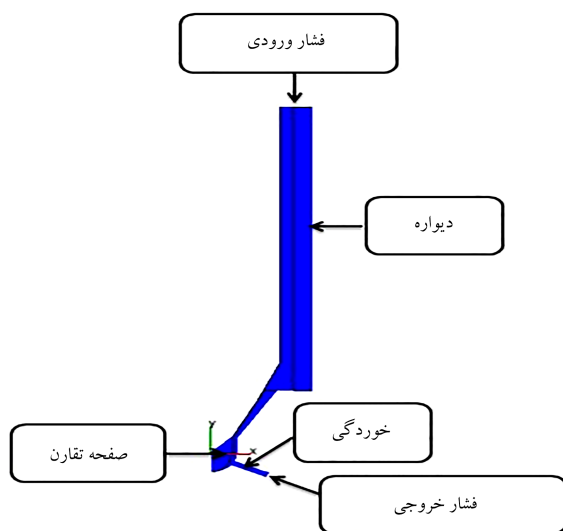 فشار ورودی
دیواره
Y
x
خوردگی
صفحه تقارن
فشار خروجی